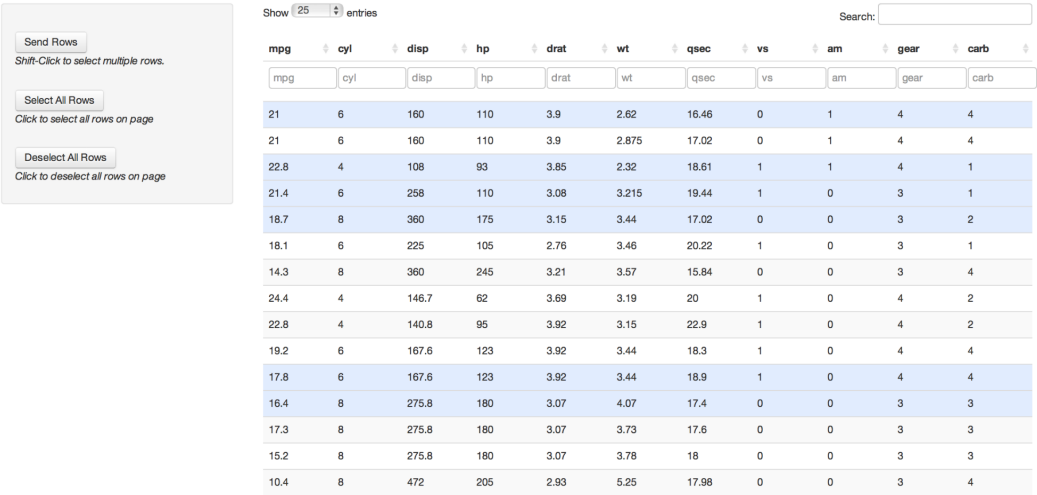 Send Rows
Shift-Click to select multiple rows.
Select All Rows
Click to select all rows on page
Deselect All Rows
Click to deselect all rows on page
Show 25 entries
Search:
mpg cyl disp hp drat wt qsec vs am gear carb
mpg cyl disp hp drat wt qsec vs am gear carb
21 6 160 110 3.9 2.62 16.46 0 1 4 4
21 6 160 110 3.9 2.875 17.02 0 1 4 4
22.8 4 108 93 3.85 2.32 18.61 1 1 4 1
21.4 6 258 110 3.08 3.215 19.44 1 0 3 1
18.7 8 360 175 3.15 3.44 17.02 0 0 3 2
18.1 6 225 105 2.76 3.46 20.22 1 0 3 1
14.3 8 360 245 3.21 3.57 15.84 0 0 3 4
24.4 4 146.7 62 3.69 3.19 20 1 0 4 2
22.8 4 140.8 95 3.92 3.15 22.9 1 0 4 2
19.2 6 167.6 123 3.92 3.44 18.3 1 0 4 4
17.8 6 167.6 123 3.92 3.44 18.9 1 0 4 4
16.4 8 275.8 180 3.07 4.07 17.4 0 0 3 3
17.3 8 275.8 180 3.07 3.73 17.6 0 0 3 3
15.2 8 275.8 180 3.07 3.78 18 0 0 3 3
10.4 8 472 205 2.93 5.25 17.98 0 0 3 4